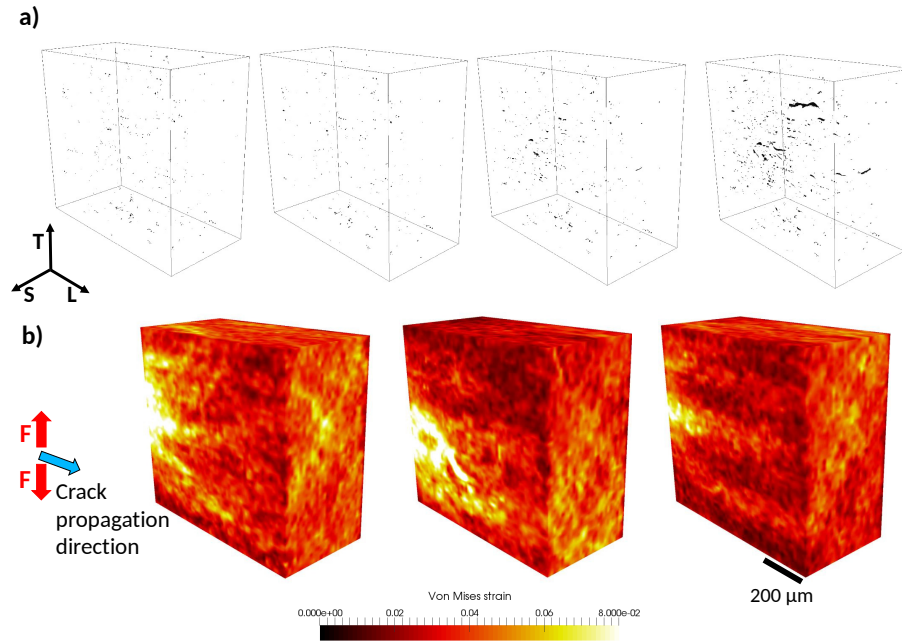 a)
T
S
L
b)
F
F
Crack
propagation
direction
200 µm
Von Mises strain
0.000e+00 0.02 0.04 0.06 8.000e-02